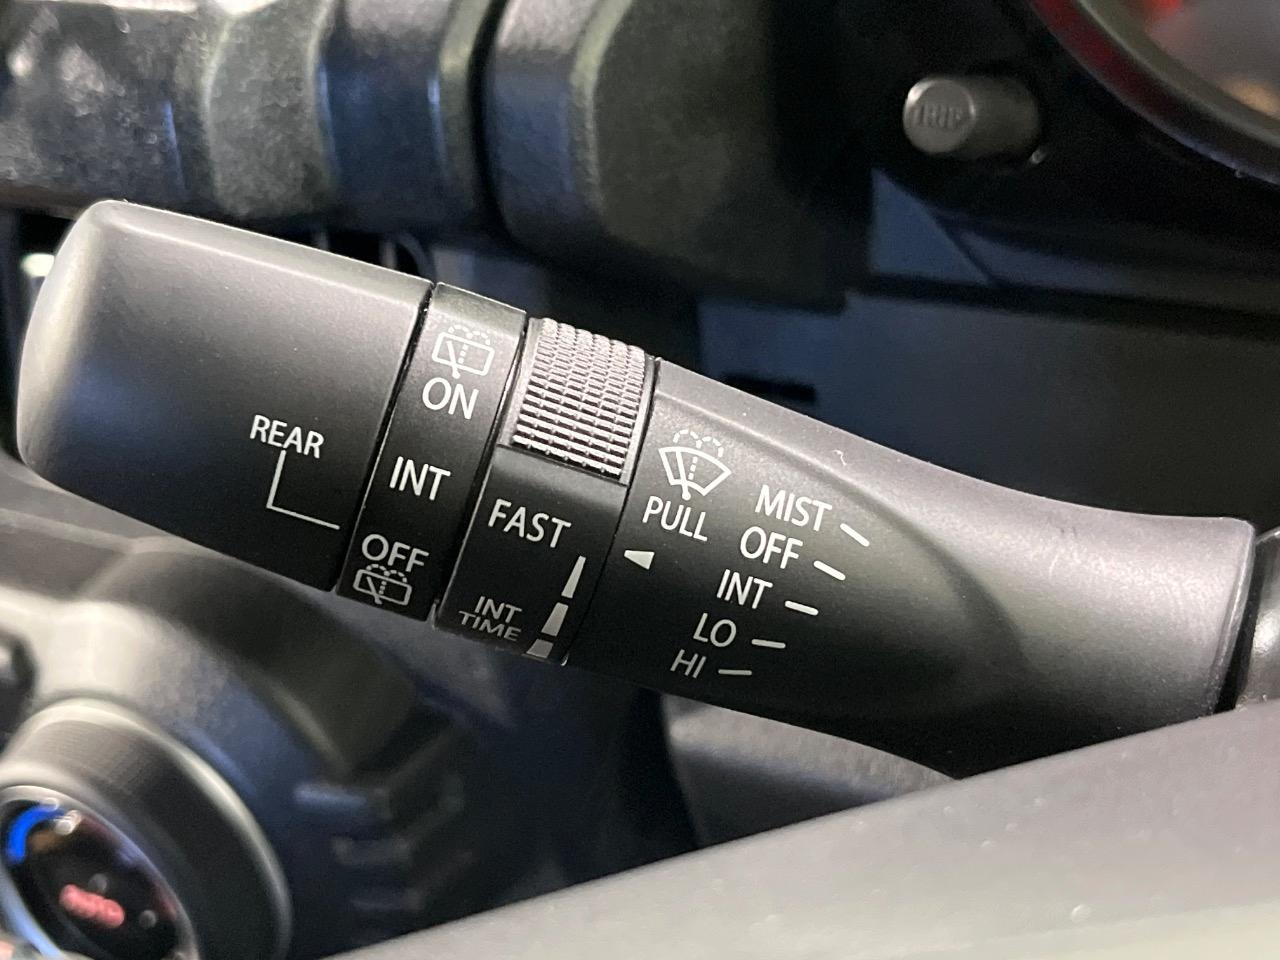 TRIP
REAR
ON
INT
OFF
FAST
INT
TIME
PULL
MIST
OFF
INT
LO
HI